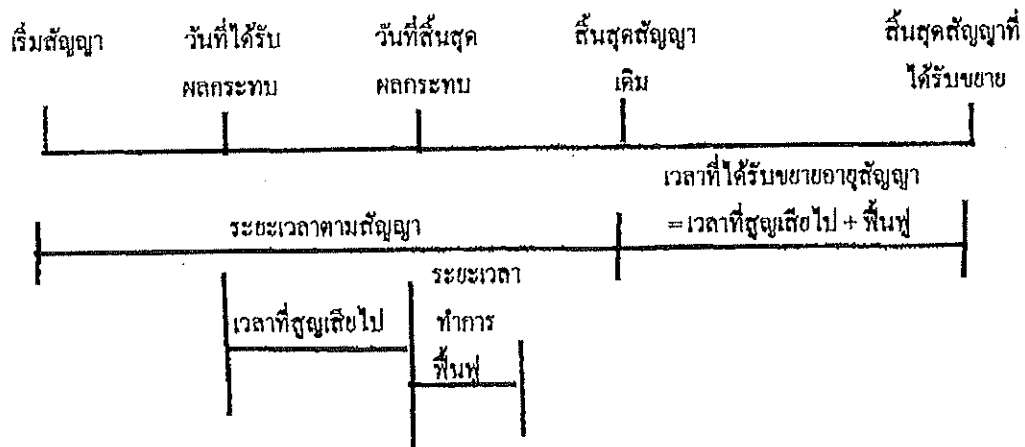 เริ่มสัญญา
วันที่ได้รับ
ผลกระทบ
วันที่สิ้นสุด
ผลกระทบ
สิ้นสุดสัญญา
เดิม
สิ้นสุดสัญญาที่
ได้รับขยาย
เวลาที่ได้รับขยายอายุสัญญา
=เวลาที่สูญเสียไป + ฟื้นฟู
ระยะเวลาตามสัญญา
ระยะเวลา
ทำการ
ฟื้นฟู
เวลาที่สูญเสียไป